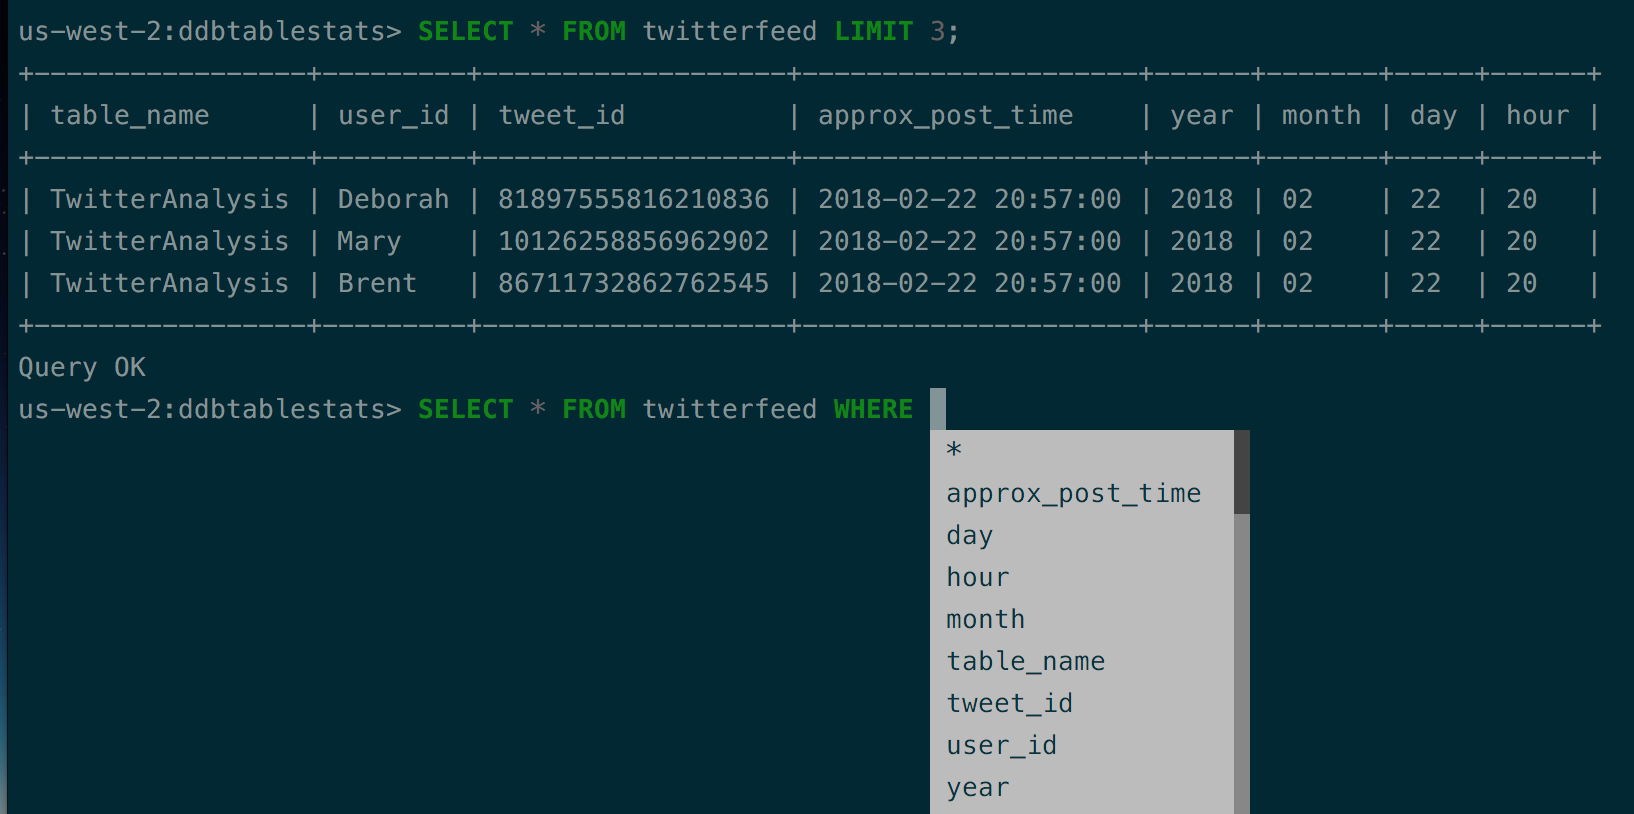 us-west-2:ddbtablestats> SELECT * FROM twitterfeed LIMIT 3;
+-----------------+---------+-------------------+---------------------+------+-------+-----+------+
| table_name      | user_id | tweet_id          | approx_post_time    | year | month | day | hour |
+-----------------+---------+-------------------+---------------------+------+-------+-----+------+
| TwitterAnalysis | Deborah | 81897555816210836 | 2018-02-22 20:57:00 | 2018 | 02    | 22  | 20   |
| TwitterAnalysis | Mary    | 10126258856962902 | 2018-02-22 20:57:00 | 2018 | 02    | 22  | 20   |
| TwitterAnalysis | Brent   | 86711732862762545 | 2018-02-22 20:57:00 | 2018 | 02    | 22  | 20   |
+-----------------+---------+-------------------+---------------------+------+-------+-----+------+
Query OK
us-west-2:ddbtablestats> SELECT * FROM twitterfeed WHERE
*
approx_post_time
day
hour
month
table_name
tweet_id
user_id
year